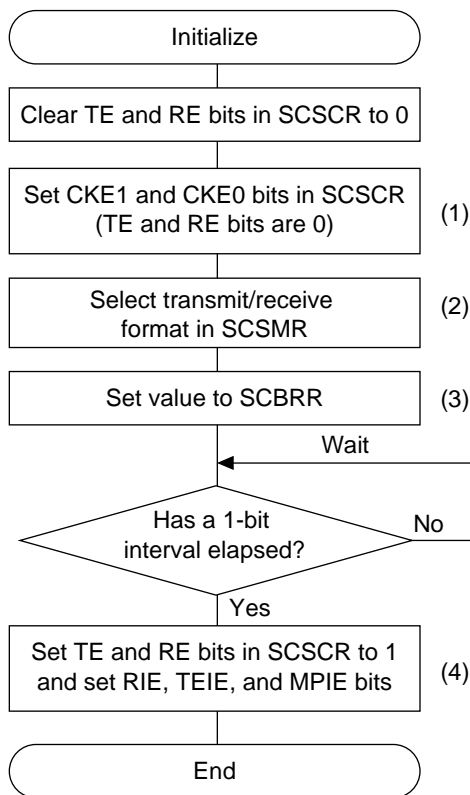 Initialize
Clear TE and RE bits in SCSCR to 0
Set CKE1 and CKE0 bits in SCSCR
(TE and RE bits are 0)
(1)
Select transmit/receive
format in SCSMR
(2)
Set value to SCBRR
(3)
Wait
Has a 1-bit
interval elapsed?
No
Yes
Set TE and RE bits in SCSCR to 1
and set RIE, TEIE, and MPIE bits
(4)
End